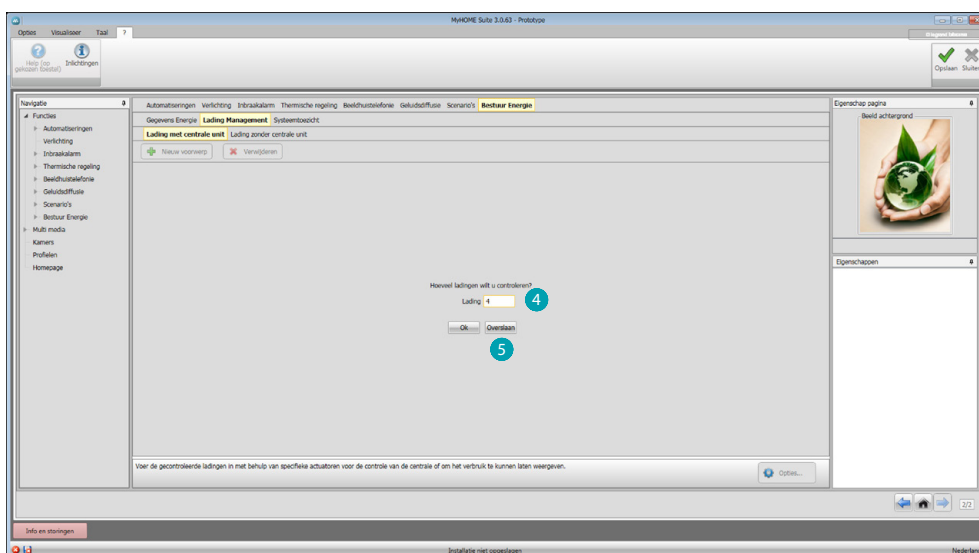 MyHOME Suite 3.0.63 - Prototype
Opties Visualiseer Taal ?
Help (op gekozen toestel)
Inlichtingen
Opslaan Sluiten
Navigatie
Functies
Automatiseringen
Verlichting
Inbraakalarm
Thermische regeling
Beeldhuistelefonie
Geluidsdiffusie
Scenario's
Bestuur Energie
Multi media
Kamers
Profielen
Homepage
Automatiseringen Verlichting Inbraakalarm Thermische regeling Beeldhuistelefonie Geluidsdiffusie Scenario's Bestuur Energie
Gegevens Energie Lading Management Systeemtoezicht
Lading met centrale unit Lading zonder centrale unit
Nieuw voorwerp Verwijderen
Hoeveel ladingen wilt u controleren?
Lading 4
4
Ok Overslaan
5
Voer de gecontroleerde ladingen in met behulp van specifieke actuatoren voor de controle van de centrale of om het verbruik te kunnen laten weergeven.
Opties...
Eigenschap pagina
Beeld achtergrond
Eigenschappen
2/2
Info en storingen
Installatie niet opgeslagen